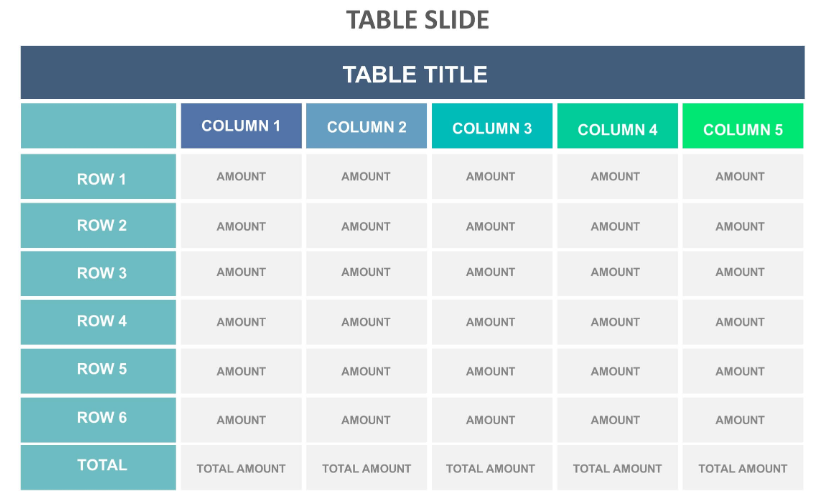 TABLE SLIDE
TABLE TITLE
COLUMN 1 COLUMN 2 COLUMN 3 COLUMN 4 COLUMN 5
ROW 1 AMOUNT AMOUNT AMOUNT AMOUNT AMOUNT
ROW 2 AMOUNT AMOUNT AMOUNT AMOUNT AMOUNT
ROW 3 AMOUNT AMOUNT AMOUNT AMOUNT AMOUNT
ROW 4 AMOUNT AMOUNT AMOUNT AMOUNT AMOUNT
ROW 5 AMOUNT AMOUNT AMOUNT AMOUNT AMOUNT
ROW 6 AMOUNT AMOUNT AMOUNT AMOUNT AMOUNT
TOTAL TOTAL AMOUNT TOTAL AMOUNT TOTAL AMOUNT TOTAL AMOUNT TOTAL AMOUNT